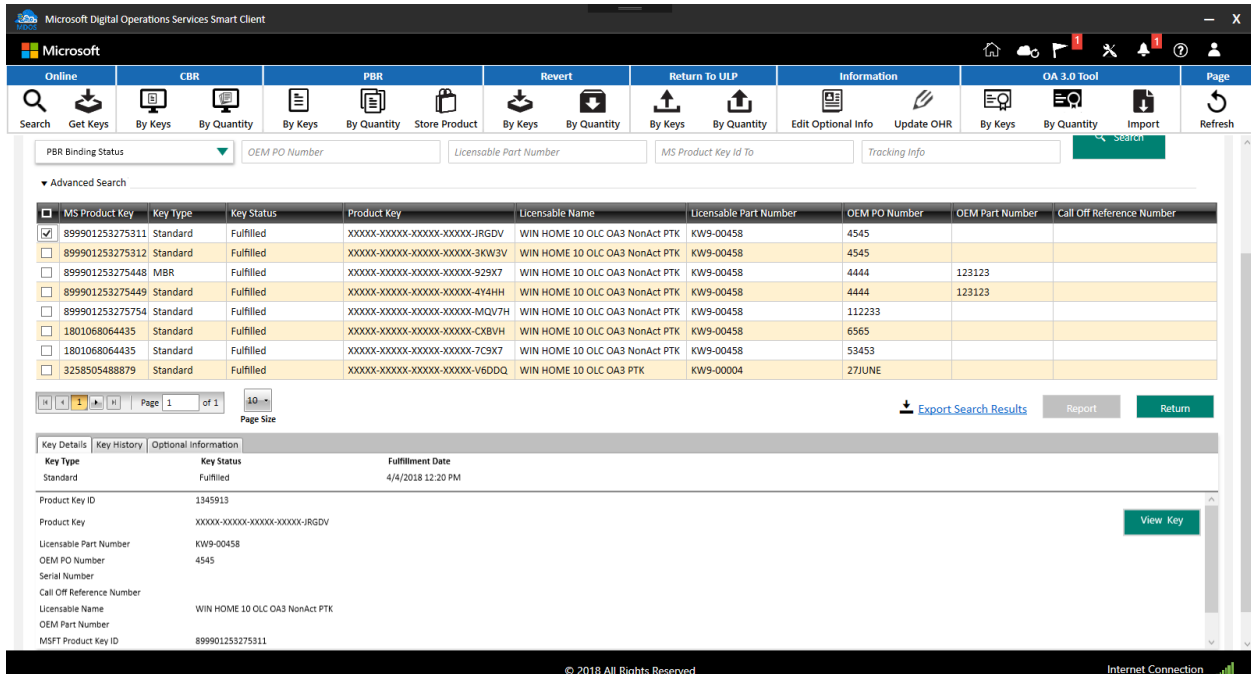 MDOS Microsoft Digital Operations Services Smart Client – X
Microsoft 1 1
Online CBR PBR Revert Return To ULP Information OA 3.0 Tool Page
Search Get Keys By Keys By Quantity By Keys By Quantity Store Product By Keys By Quantity By Keys By Quantity Edit Optional Info Update OHR By Keys By Quantity Import Refresh
PBR Binding Status OEM PO Number Licensable Part Number MS Product Key Id To Tracking Info Search
Advanced Search
MS Product Key Key Type Key Status Product Key Licensable Name Licensable Part Number OEM PO Number OEM Part Number Call Off Reference Number
899901253275311 Standard Fulfilled XXXXX-XXXXX-XXXXX-XXXXX-JRGDV WIN HOME 10 OLC OA3 NonAct PTK KW9-00458 4545
899901253275312 Standard Fulfilled XXXXX-XXXXX-XXXXX-XXXXX-3KW3V WIN HOME 10 OLC OA3 NonAct PTK KW9-00458 4545
899901253275448 MBR Fulfilled XXXXX-XXXXX-XXXXX-XXXXX-929X7 WIN HOME 10 OLC OA3 NonAct PTK KW9-00458 4444 123123
899901253275449 Standard Fulfilled XXXXX-XXXXX-XXXXX-XXXXX-4Y4HH WIN HOME 10 OLC OA3 NonAct PTK KW9-00458 4444 123123
899901253275754 Standard Fulfilled XXXXX-XXXXX-XXXXX-XXXXX-MQV7H WIN HOME 10 OLC OA3 NonAct PTK KW9-00458 112233
1801068064435 Standard Fulfilled XXXXX-XXXXX-XXXXX-XXXXX-CXBVH WIN HOME 10 OLC OA3 NonAct PTK KW9-00458 6565
1801068064435 Standard Fulfilled XXXXX-XXXXX-XXXXX-XXXXX-7C9X7 WIN HOME 10 OLC OA3 NonAct PTK KW9-00458 53453
3258505488879 Standard Fulfilled XXXXX-XXXXX-XXXXX-XXXXX-V6DDQ WIN HOME 10 OLC OA3 PTK KW9-00004 27JUNE
1 Page 1 of 1 10 Export Search Results Report Return
Page Size
Key Details Key History Optional Information
Key Type Key Status Fulfillment Date
Standard Fulfilled 4/4/2018 12:20 PM
Product Key ID 1345913
Product Key XXXXX-XXXXX-XXXXX-XXXXX-JRGDV View Key
Licensable Part Number KW9-00458
OEM PO Number 4545
Serial Number
Call Off Reference Number
Licensable Name WIN HOME 10 OLC OA3 NonAct PTK
OEM Part Number
MSFT Product Key ID 899901253275311
© 2018 All Rights Reserved Internet Connection